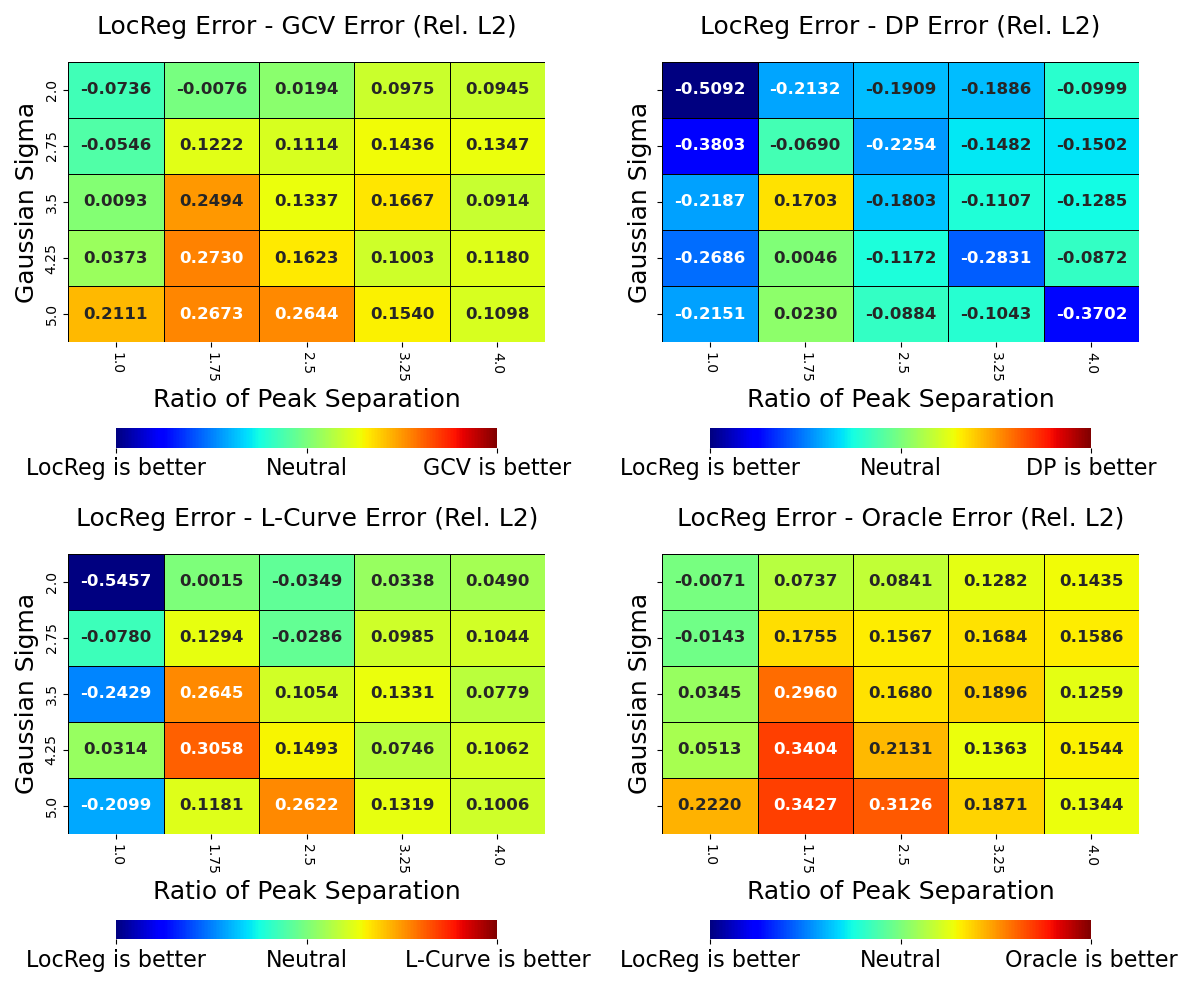 LocReg Error - GCV Error (Rel. L2)
Gaussian Sigma
2.0 -0.0736 -0.0076 0.0194 0.0975 0.0945
2.75 -0.0546 0.1222 0.1114 0.1436 0.1347
3.5 0.0093 0.2494 0.1337 0.1667 0.0914
4.25 0.0373 0.2730 0.1623 0.1003 0.1180
5.0 0.2111 0.2673 0.2644 0.1540 0.1098
1.0 1.75 2.5 3.25 4.0
Ratio of Peak Separation
LocReg is better Neutral GCV is better
LocReg Error - DP Error (Rel. L2)
Gaussian Sigma
-0.5092 -0.2132 -0.1909 -0.1886 -0.0999
-0.3803 -0.0690 -0.2254 -0.1482 -0.1502
-0.2187 0.1703 -0.1803 -0.1107 -0.1285
-0.2686 0.0046 -0.1172 -0.2831 -0.0872
-0.2151 0.0230 -0.0884 -0.1043 -0.3702
1.0 1.75 2.5 3.25 4.0
Ratio of Peak Separation
LocReg is better Neutral DP is better
LocReg Error - L-Curve Error (Rel. L2)
Gaussian Sigma
2.0 -0.5457 0.0015 -0.0349 0.0338 0.0490
2.75 -0.0780 0.1294 -0.0286 0.0985 0.1044
3.5 -0.2429 0.2645 0.1054 0.1331 0.0779
4.25 0.0314 0.3058 0.1493 0.0746 0.1062
5.0 -0.2099 0.1181 0.2622 0.1319 0.1006
1.0 1.75 2.5 3.25 4.0
Ratio of Peak Separation
LocReg is better Neutral L-Curve is better
LocReg Error - Oracle Error (Rel. L2)
Gaussian Sigma
-0.0071 0.0737 0.0841 0.1282 0.1435
-0.0143 0.1755 0.1567 0.1684 0.1586
0.0345 0.2960 0.1680 0.1896 0.1259
0.0513 0.3404 0.2131 0.1363 0.1544
0.2220 0.3427 0.3126 0.1871 0.1344
1.0 1.75 2.5 3.25 4.0
Ratio of Peak Separation
LocReg is better Neutral Oracle is better